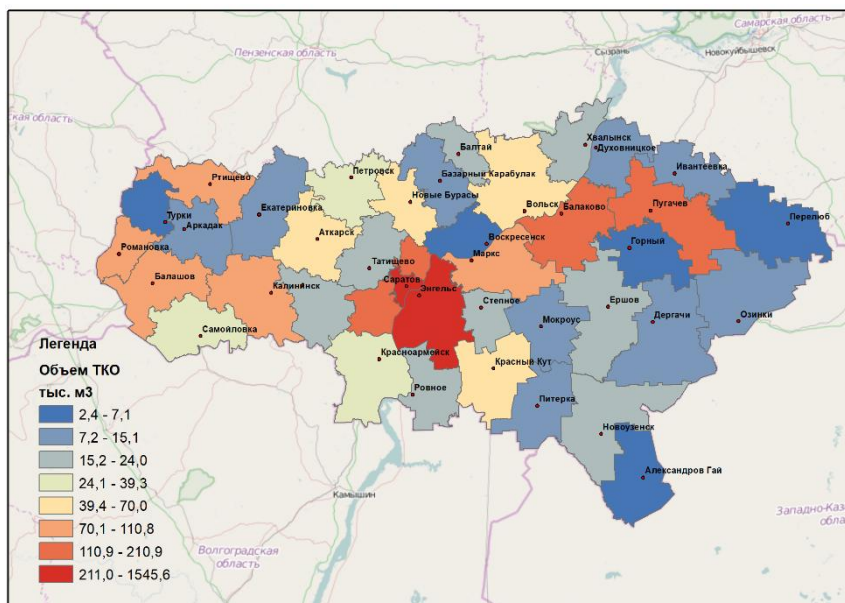 Самарская область
Пензенская область
Сызрань
Новокуйбышевск
ская область
Балтай
Хвалынск
Духовницкое
Ивантеевка
Петровск
Базарный Карабулак
Ртищево
Новые Бурасы
Екатериновка
Вольск
Балаково
Пугачев
Турки
Аркадак
Перелюб
Аткарск
Воскресенск
Горный
Романовка
Татищево
Маркс
Балашов
Саратов
Калининск
Энгельс
Степное
Ершов
Озинки
Мокроус
Дергачи
Самойловка
Легенда
Красноармейск
Красный Кут
Объем ТКО
тыс. м3
Ровное
Питерка
2,4 - 7,1
7,2 - 15,1
Новоузенск
15,2 - 24,0
24,1 - 39,3
Александров Гай
39,4 - 70,0
Камышин
70,1 - 110,8
Западно-Каза
обла
110,9 - 210,9
Волгоградская
область
211,0 - 1545,6